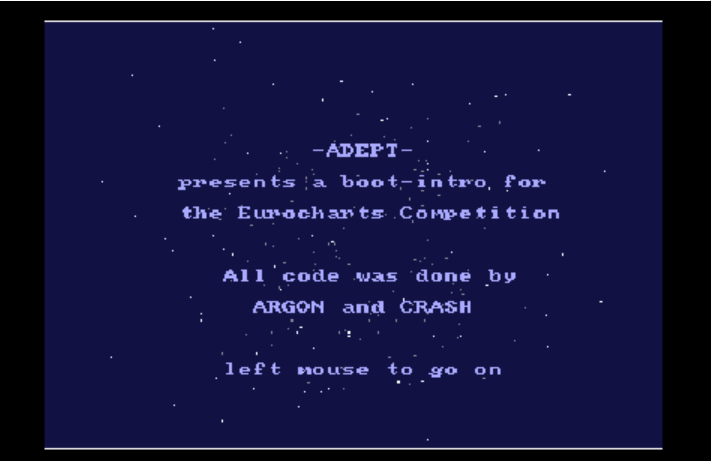 -ADEPT-
presents a boot-intro for
the Eurocharts Competition
All code was done by
ARGON and CRASH
left mouse to go on